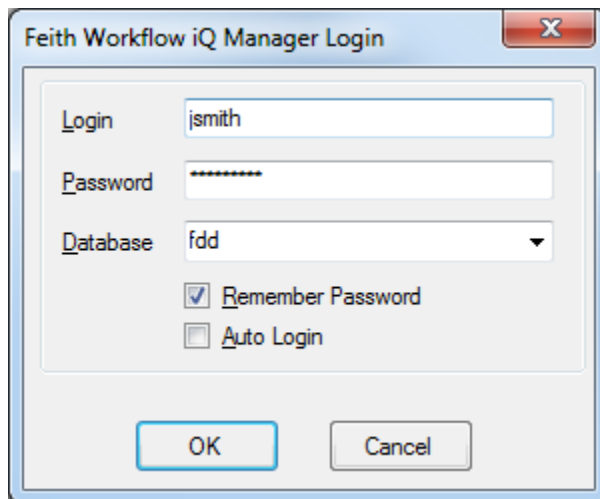 Feith Workflow iQ Manager Login
Login jsmith
Password *********
Database fdd
Remember Password
Auto Login
OK Cancel